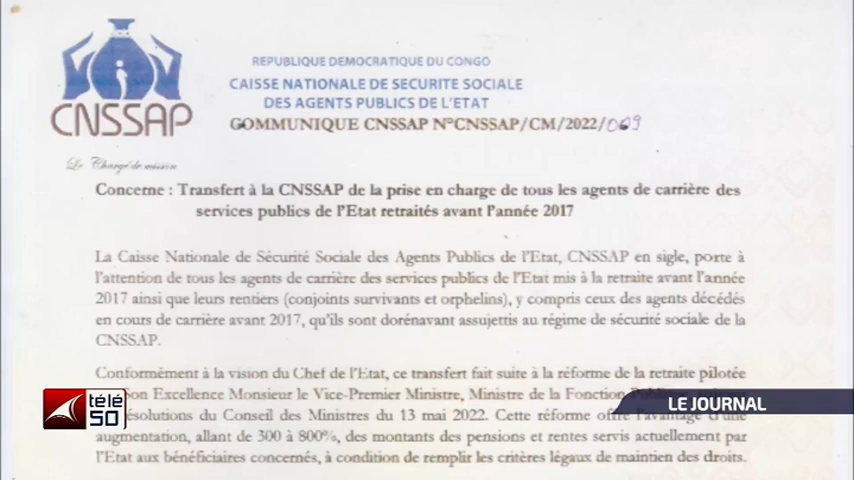 REPUBLIQUE DEMOCRATIQUE DU CONGO
CAISSE NATIONALE DE SECURITE SOCIALE
DES AGENTS PUBLICS DE L'ETAT
CNSSAP
COMMUNIQUE CNSSAP N°CNSSAP/CM/2022/009
Le Chargé de mission
Concerne : Transfert à la CNSSAP de la prise en charge de tous les agents de carrière des
services publics de l'Etat retraités avant l'année 2017
La Caisse Nationale de Sécurité Sociale des Agents Publics de l'Etat, CNSSAP en sigle, porte à
l'attention de tous les agents de carrière des services publics de l'Etat mis à la retraite avant l'année
2017 ainsi que leurs rentiers (conjoints survivants et orphelins), y compris ceux des agents décédés
en cours de carrière avant 2017, qu'ils sont dorénavant assujettis au régime de sécurité sociale de la
CNSSAP.
Conformément à la vision du Chef de l'Etat, ce transfert fait suite à la réforme de la retraite pilotée
Son Excellence Monsieur le Vice-Premier Ministre, Ministre de la Fonction
résolutions du Conseil des Ministres du 13 mai 2022. Cette réforme offre l'avantage d'une
augmentation, allant de 300 à 800%, des montants des pensions et rentes servis actuellement par
l'Etat aux bénéficiaires concernés, à condition de remplir les critères légaux de maintien des droits.
télé
50
LE JOURNAL